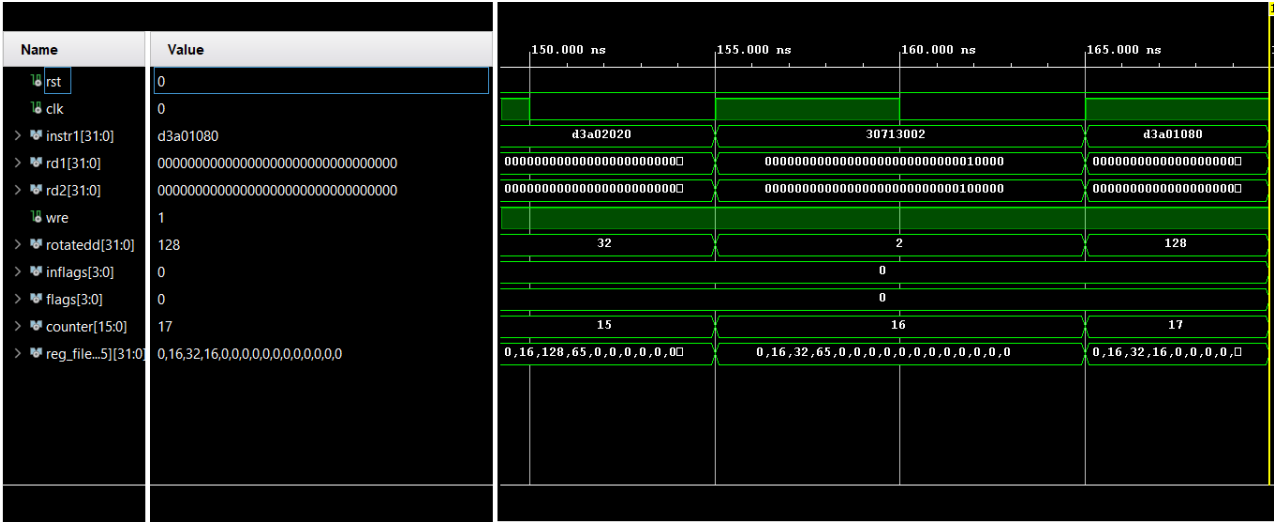 Name Value
150.000 ns 155.000 ns 160.000 ns 165.000 ns
rst 0
clk 0
instr1[31:0] d3a01080 d3a02020 30713002 d3a01080
rd1[31:0] 00000000000000000000000000000000
rd2[31:0] 00000000000000000000000000000000
wre 1
rotatedd[31:0] 128 32 2 128
inflags[3:0] 0 0
flags[3:0] 0 0
counter[15:0] 17 15 16 17
reg_file...5][31:0] 0,16,32,16,0,0,0,0,0,0,0,0,0,0,0,0 0,16,128,65,0,0,0,0,0,0 0,16,32,65,0,0,0,0,0,0,0,0,0,0,0,0 0,16,32,16,0,0,0,0,